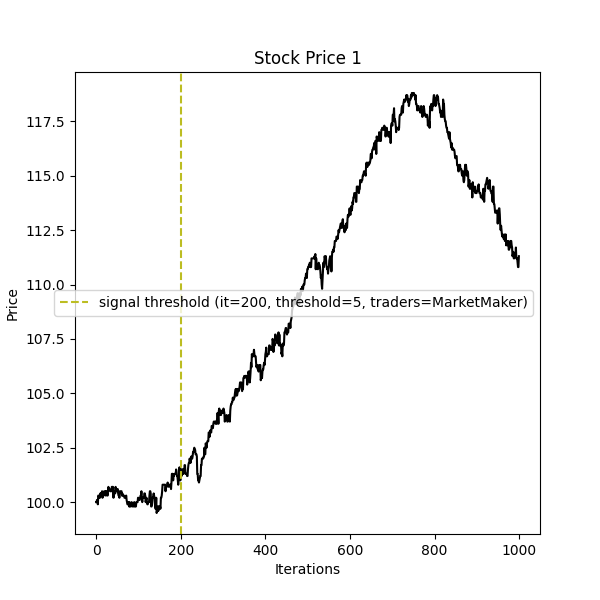 Stock Price 1
117.5
115.0
112.5
110.0
107.5
105.0
102.5
100.0
Price
signal threshold (it=200, threshold=5, traders=MarketMaker)
0 200 400 600 800 1000
Iterations